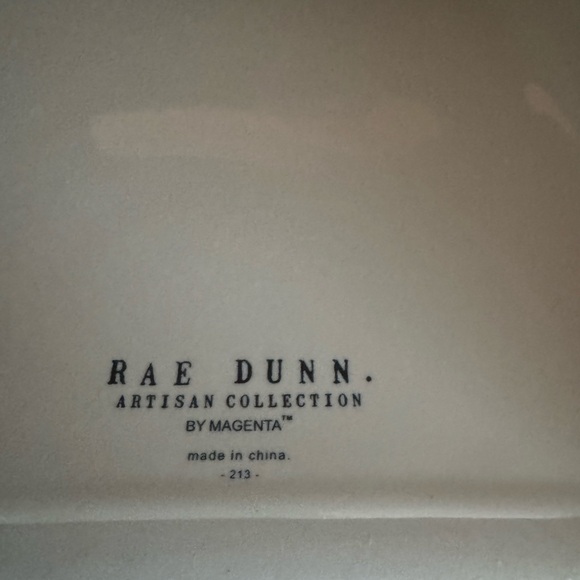 RAE DUNN.
ARTISAN COLLECTION
BY MAGENTA™
made in china.
- 213 -